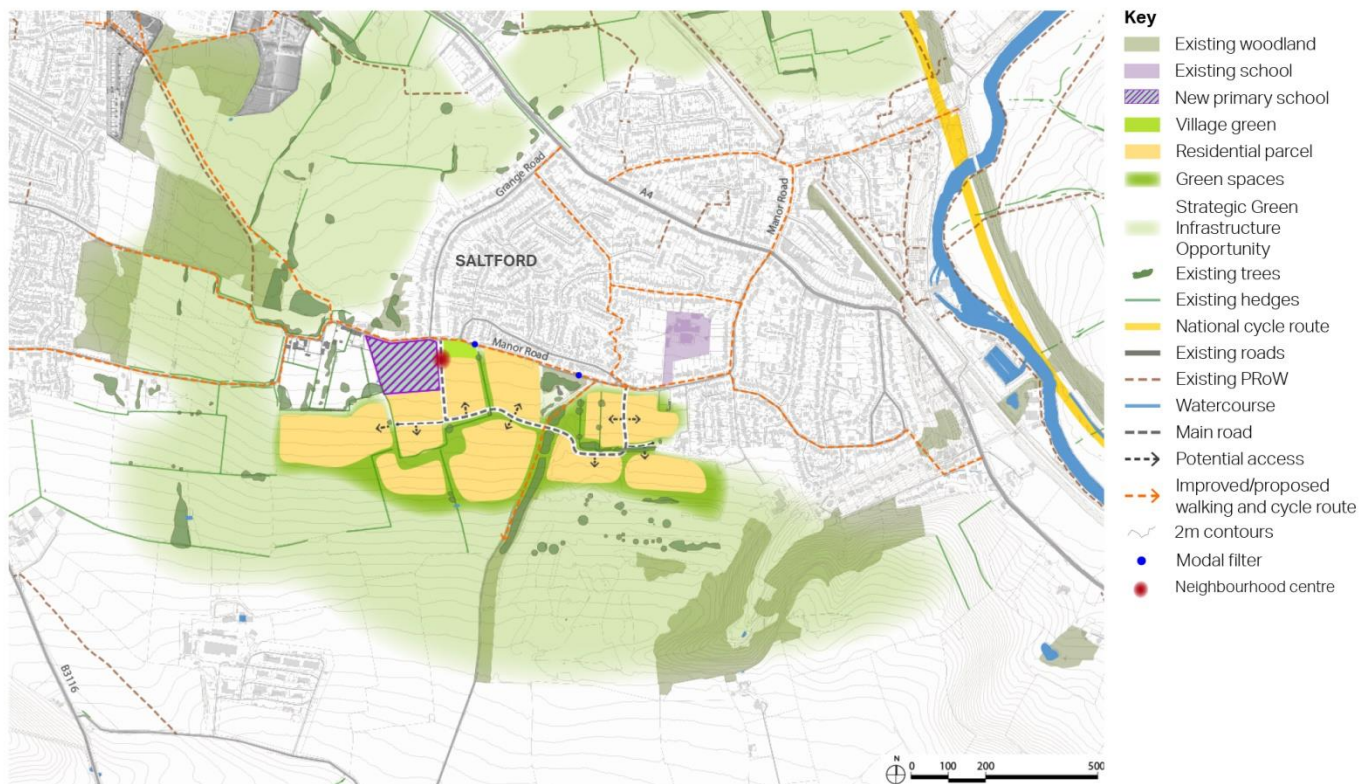 Grange Road
A4
Manor Road
SALTFORD
Manor Road
B3116
N
0 100 200 500
Key
Existing woodland
Existing school
New primary school
Village green
Residential parcel
Green spaces
Strategic Green
Infrastructure
Opportunity
Existing trees
Existing hedges
National cycle route
Existing roads
Existing PRoW
Watercourse
Main road
Potential access
Improved/proposed
walking and cycle route
2m contours
Modal filter
Neighbourhood centre